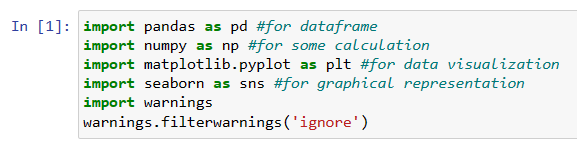 In [1]: import pandas as pd #for dataframe
import numpy as np #for some calculation
import matplotlib.pyplot as plt #for data visualization
import seaborn as sns #for graphical representation
import warnings
warnings.filterwarnings('ignore')